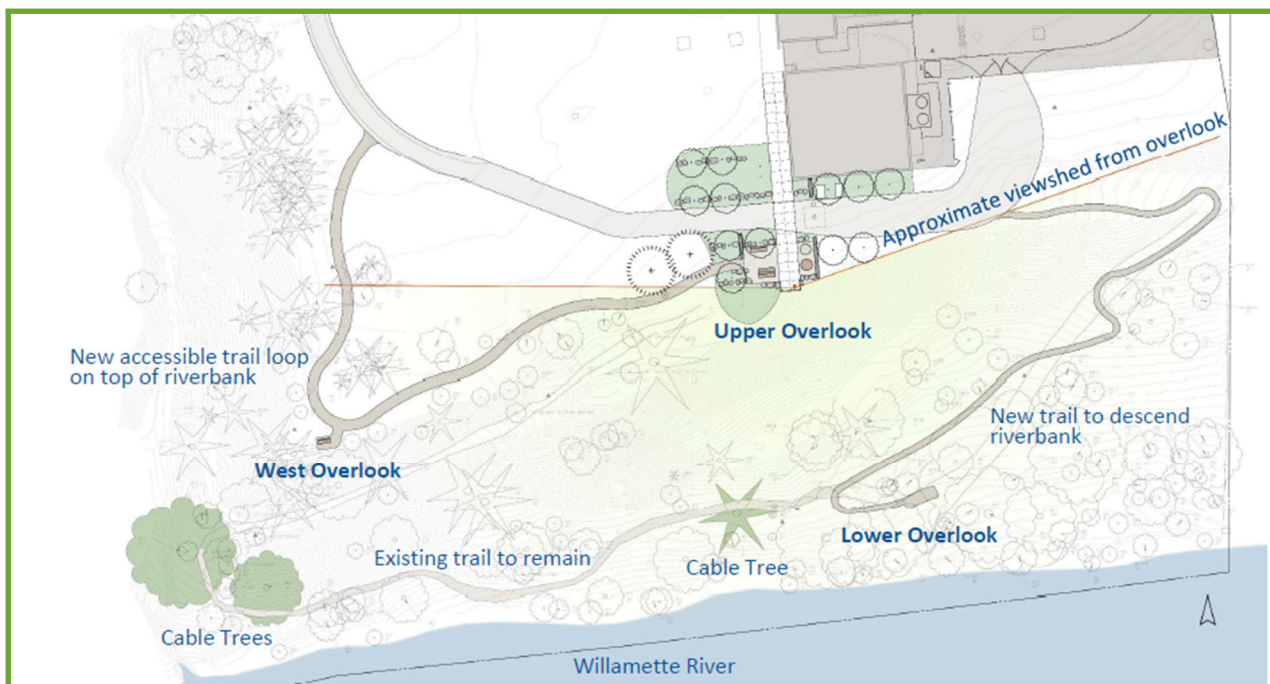 Approximate viewshed from overlook
Upper Overlook
New accessible trail loop
on top of riverbank
New trail to descend
riverbank
West Overlook
Lower Overlook
Existing trail to remain
Cable Tree
Cable Trees
Willamette River